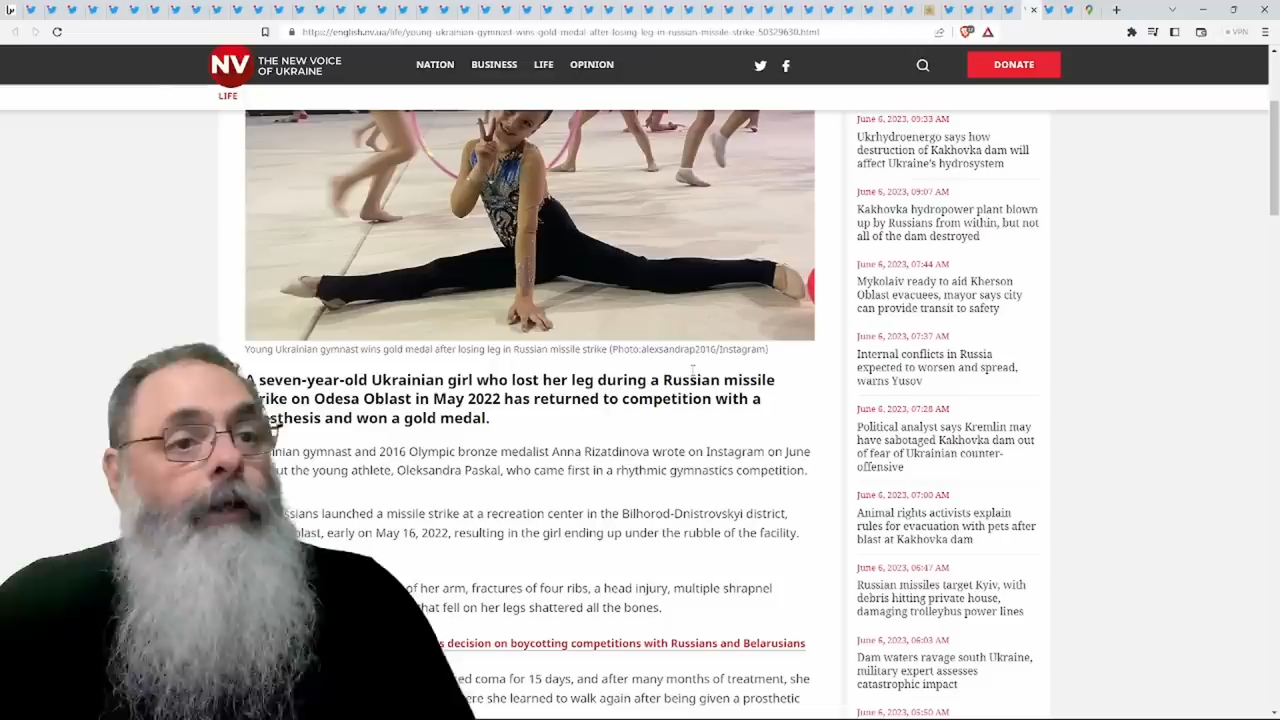 https://english.nv.ua/life/young-ukrainian-gymnast-wins-gold-medal-after-losing-leg-in-russian-missile-strike-50329630.html
VPN
NV THE NEW VOICE
OF UKRAINE
NATION BUSINESS LIFE OPINION
DONATE
LIFE
Young Ukrainian gymnast wins gold medal after losing leg in Russian missile strike (Photo:alexsandrap2016/Instagram)
A seven-year-old Ukrainian girl who lost her leg during a Russian missile
rike on Odesa Oblast in May 2022 has returned to competition with a
sthesis and won a gold medal.
nian gymnast and 2016 Olympic bronze medalist Anna Rizatdinova wrote on Instagram on June
ut the young athlete, Oleksandra Paskal, who came first in a rhythmic gymnastics competition.
ssians launched a missile strike at a recreation center in the Bilhorod-Dnistrovskyi district,
blast, early on May 16, 2022, resulting in the girl ending up under the rubble of the facility.
of her arm, fractures of four ribs, a head injury, multiple shrapnel
that fell on her legs shattered all the bones.
s decision on boycotting competitions with Russians and Belarusians
ced coma for 15 days, and after many months of treatment, she
ere she learned to walk again after being given a prosthetic
June 6, 2023, 09:33 AM
Ukrhydroenergo says how
destruction of Kakhovka dam will
affect Ukraine's hydrosystem
June 6, 2023, 09:07 AM
Kakhovka hydropower plant blown
up by Russians from within, but not
all of the dam destroyed
June 6, 2023, 07:44 AM
Mykolaiv ready to aid Kherson
Oblast evacuees, mayor says city
can provide transit to safety
June 6, 2023, 07:37 AM
Internal conflicts in Russia
expected to worsen and spread,
warns Yusov
June 6, 2023, 07:28 AM
Political analyst says Kremlin may
have sabotaged Kakhovka dam out
of fear of Ukrainian counter-
offensive
June 6, 2023, 07:00 AM
Animal rights activists explain
rules for evacuation with pets after
blast at Kakhovka dam
June 6, 2023, 06:47 AM
Russian missiles target Kyiv, with
debris hitting private house,
damaging trolleybus power lines
June 6, 2023, 06:03 AM
Dam waters ravage south Ukraine,
military expert assesses
catastrophic impact
June 6, 2023, 05:50 AM